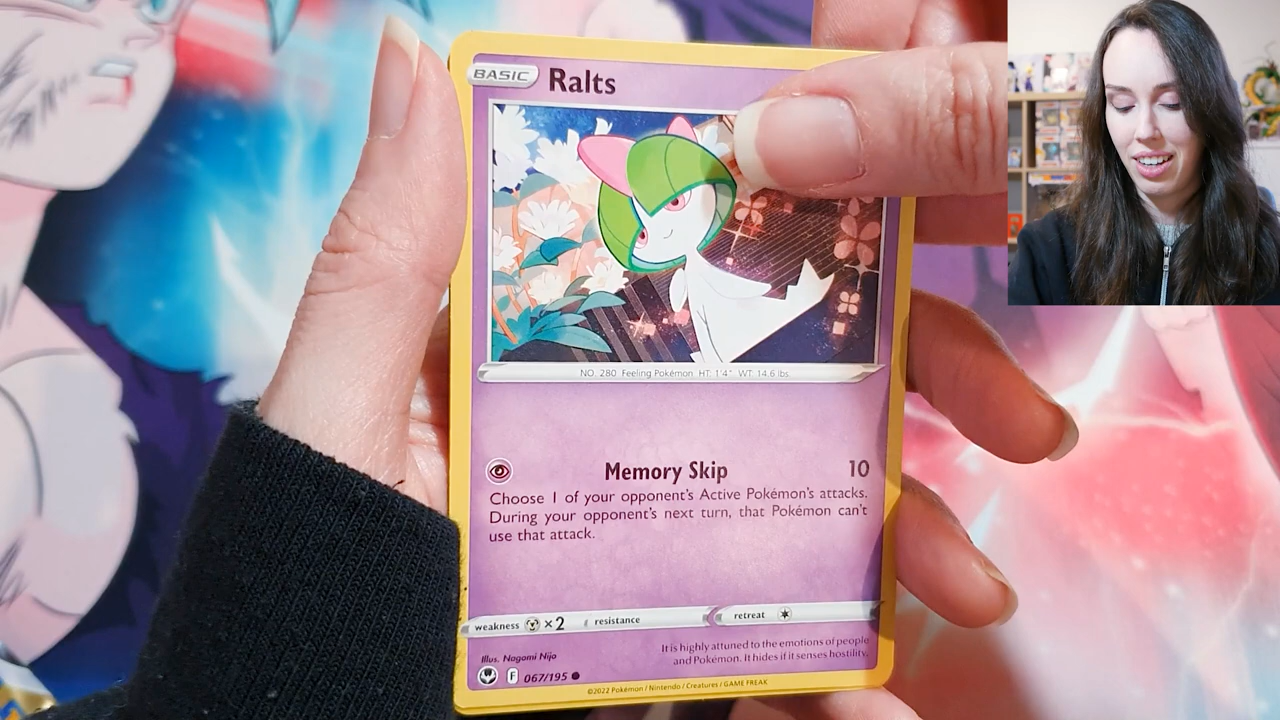 BASIC Ralts
NO. 280 Feeling Pokémon HT: 1'4" WT: 14.6 lbs.
Memory Skip 10
Choose 1 of your opponent's Active Pokémon's attacks.
During your opponent's next turn, that Pokémon can't
use that attack.
weakness ×2 resistance retreat
It is highly attuned to the emotions of people
and Pokémon. It hides if it senses hostility.
Illus. Nagomi Nijo
F 067/195
©2022 Pokémon / Nintendo / Creatures / GAME FREAK